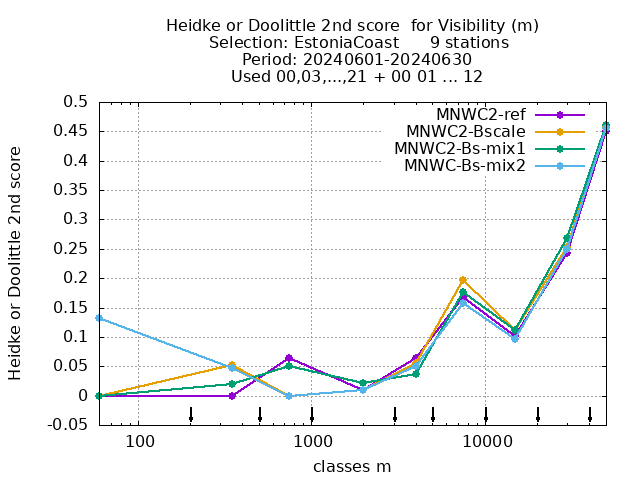 Heidke or Doolittle 2nd score  for Visibility (m)
Selection: EstoniaCoast      9 stations
Period: 20240601-20240630
Used 00,03,...,21 + 00 01 ... 12
MNWC2-ref
MNWC2-Bscale
MNWC2-Bs-mix1
MNWC-Bs-mix2
0.5
0.45
0.4
0.35
0.3
0.25
0.2
0.15
0.1
0.05
0
-0.05
Heidke or Doolittle 2nd score
100
1000
10000
classes m